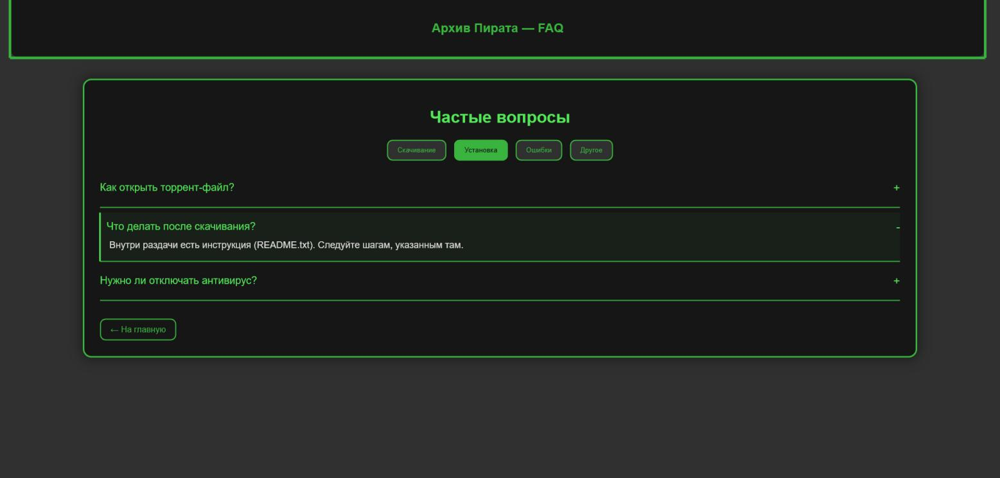 Архив Пирата — FAQ
Частые вопросы
Скачивание Установка Ошибки Другое
Как открыть торрент-файл? +
Что делать после скачивания? -
Внутри раздачи есть инструкция (README.txt). Следуйте шагам, указанным там.
Нужно ли отключать антивирус? +
← На главную